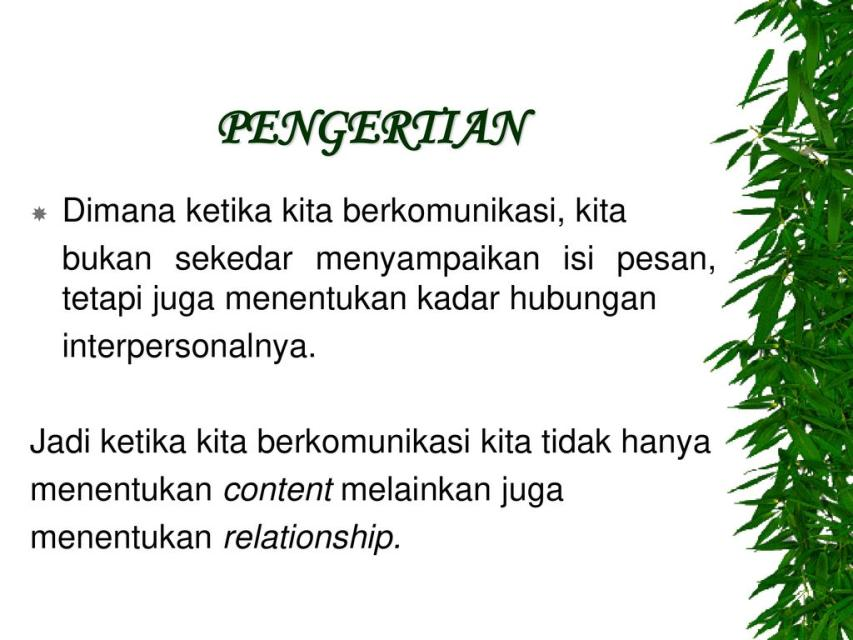 PENGERTIAN
Dimana ketika kita berkomunikasi, kita
bukan sekedar menyampaikan isi pesan,
tetapi juga menentukan kadar hubungan
interpersonalnya.
Jadi ketika kita berkomunikasi kita tidak hanya
menentukan content melainkan juga
menentukan relationship.